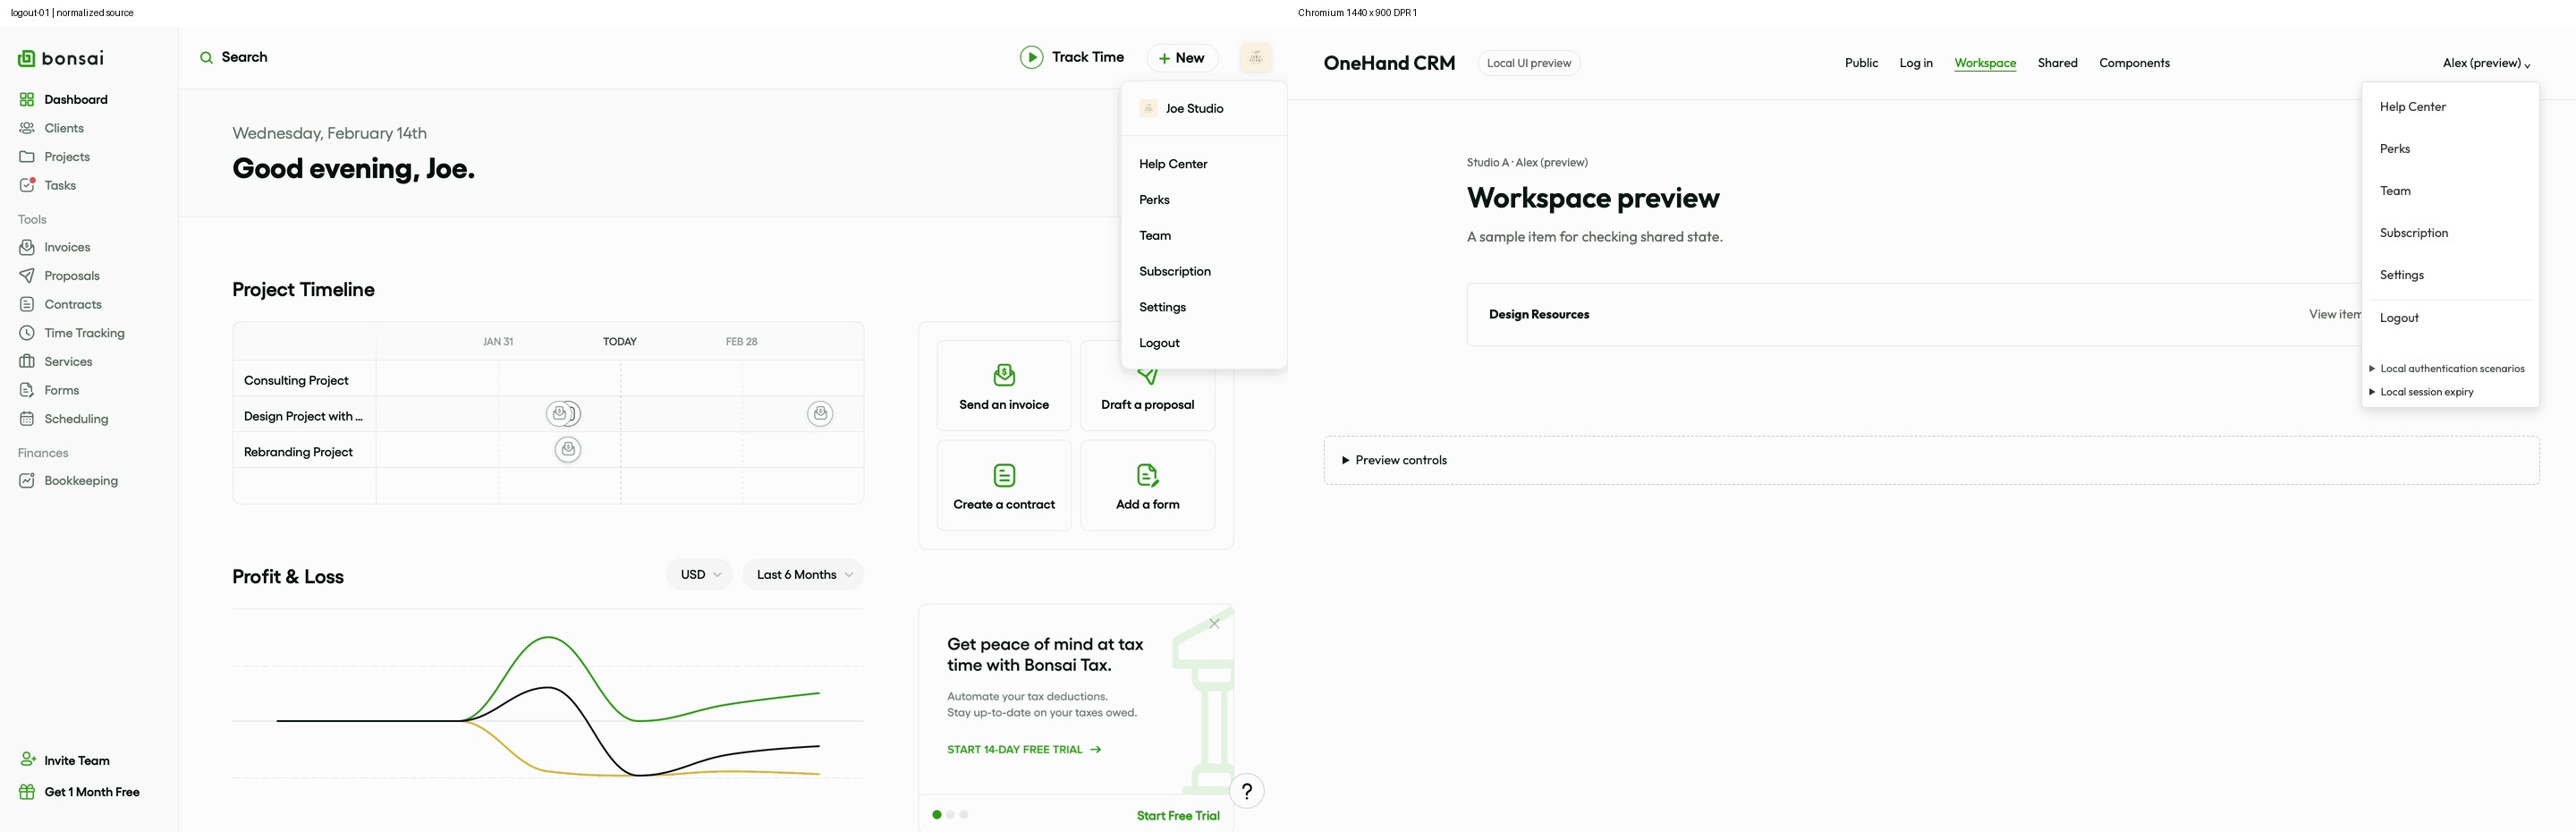 logout-01 | normalized source
bonsai
Dashboard
Clients
Projects
Tasks
Tools
Invoices
Proposals
Contracts
Time Tracking
Services
Forms
Scheduling
Finances
Bookkeeping
Invite Team
Get 1 Month Free
Search
Track Time
+ New
Joe Studio
Help Center
Perks
Team
Subscription
Settings
Logout
Wednesday, February 14th
Good evening, Joe.
Project Timeline
JAN 31
TODAY
FEB 28
Consulting Project
Design Project with ...
Rebranding Project
Send an invoice
Draft a proposal
Create a contract
Add a form
Profit & Loss
USD
Last 6 Months
Get peace of mind at tax
time with Bonsai Tax.
Automate your tax deductions.
Stay up-to-date on your taxes owed.
START 14-DAY FREE TRIAL
Start Free Trial
?
Chromium 1440 x 900 DPR1
OneHand CRM
Local UI preview
Public
Log in
Workspace
Shared
Components
Alex (preview)
Help Center
Perks
Team
Subscription
Settings
Logout
Local authentication scenarios
Local session expiry
Studio A · Alex (preview)
Workspace preview
A sample item for checking shared state.
Design Resources
View item
Preview controls